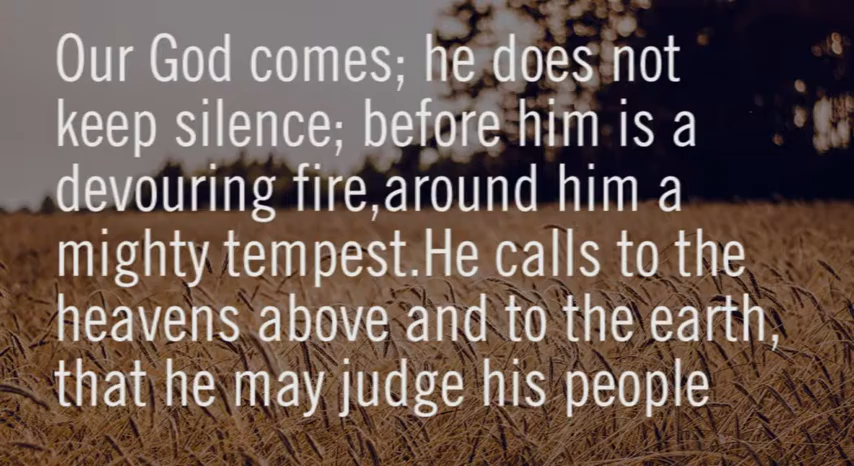 Our God comes; he does not
keep silence; before him is a
devouring fire,around him a
mighty tempest.He calls to the
heavens above and to the earth,
that he may judge his people